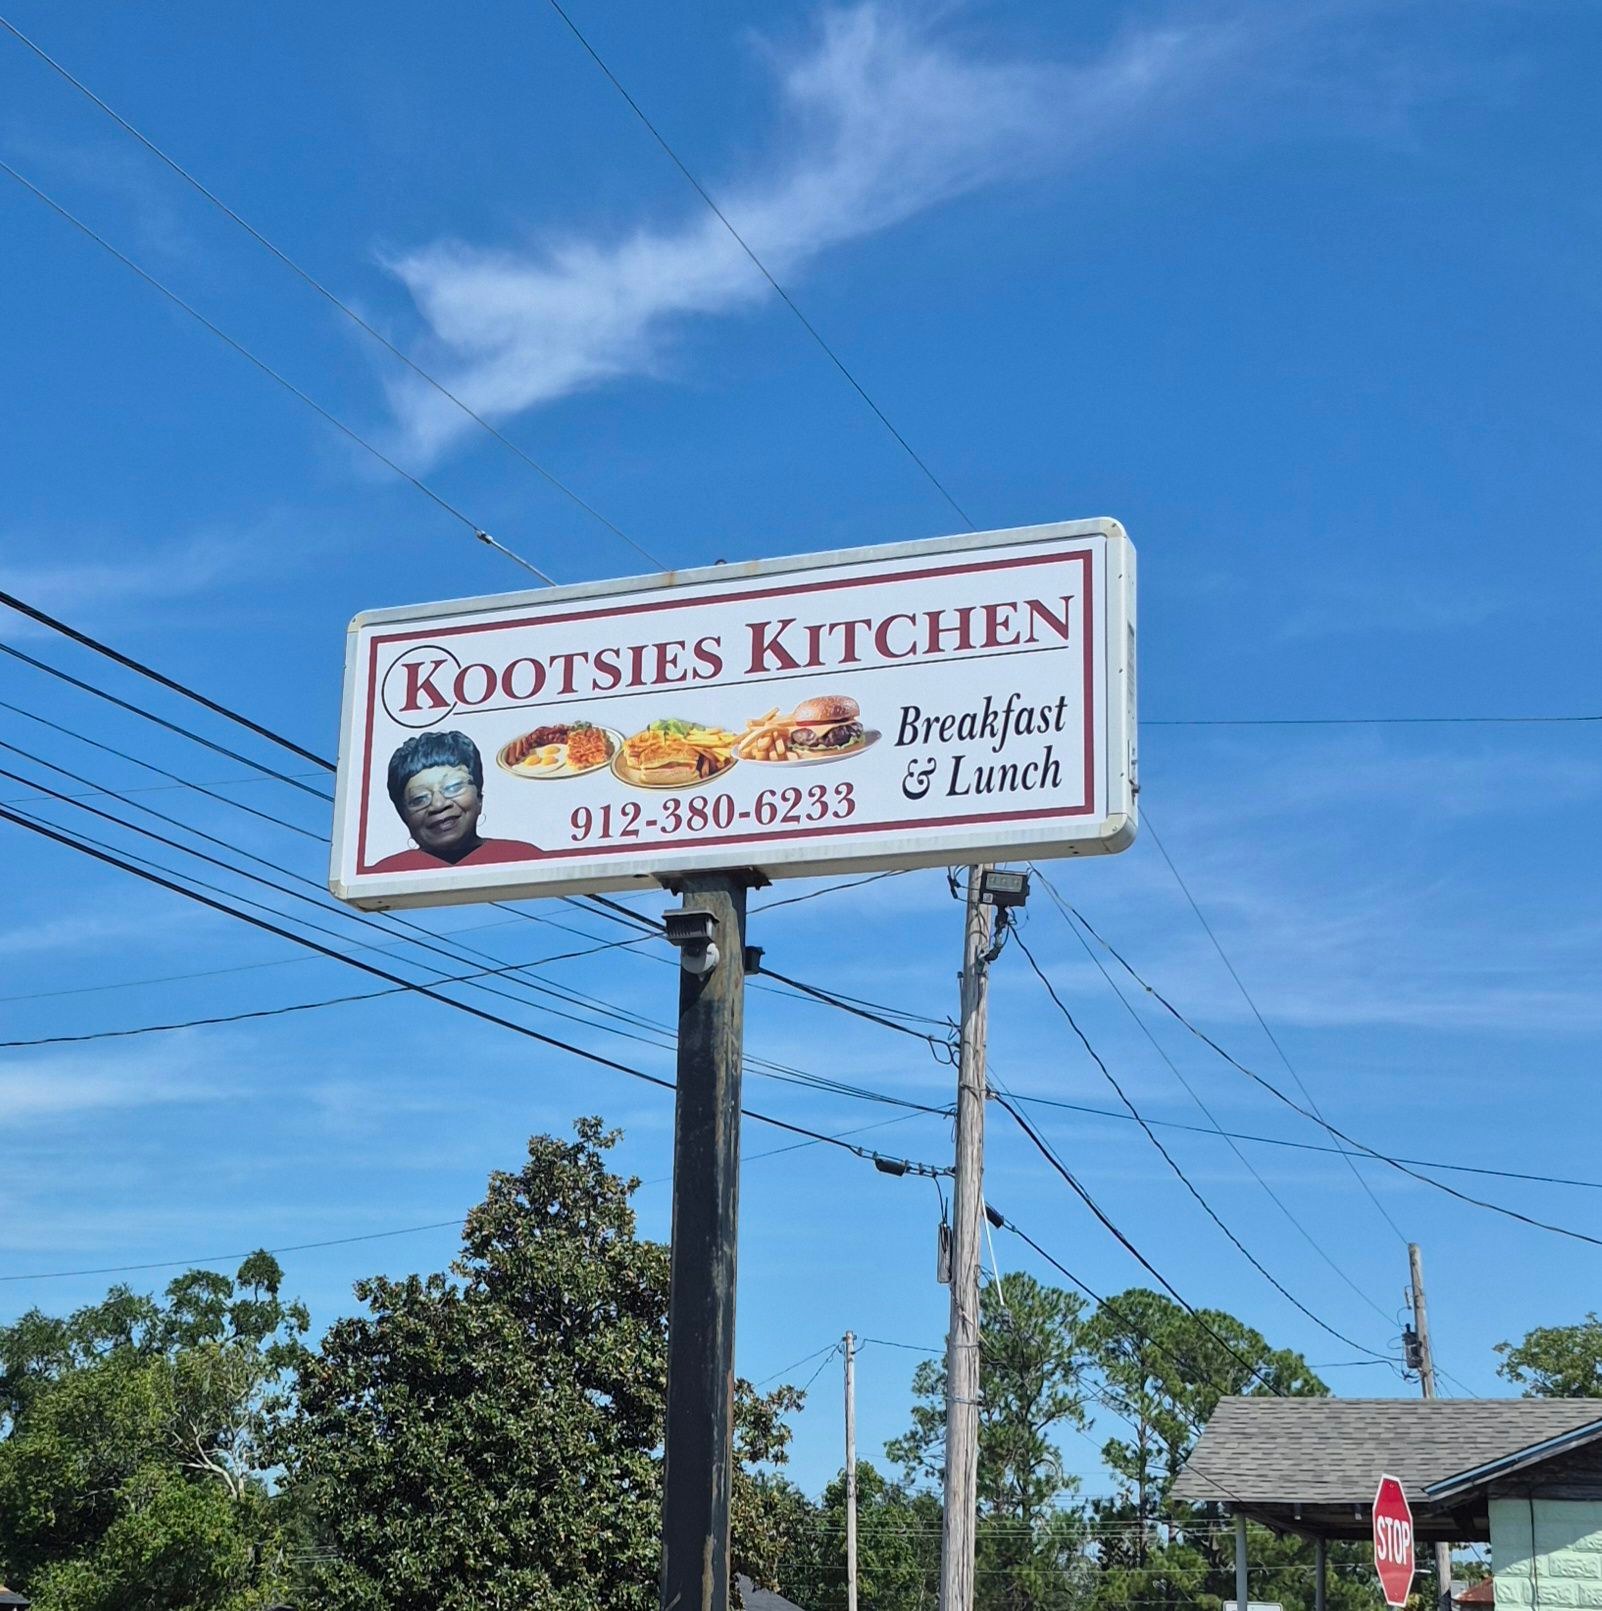 KOOTSIES KITCHEN
Breakfast
& Lunch
912-380-6233
STOP